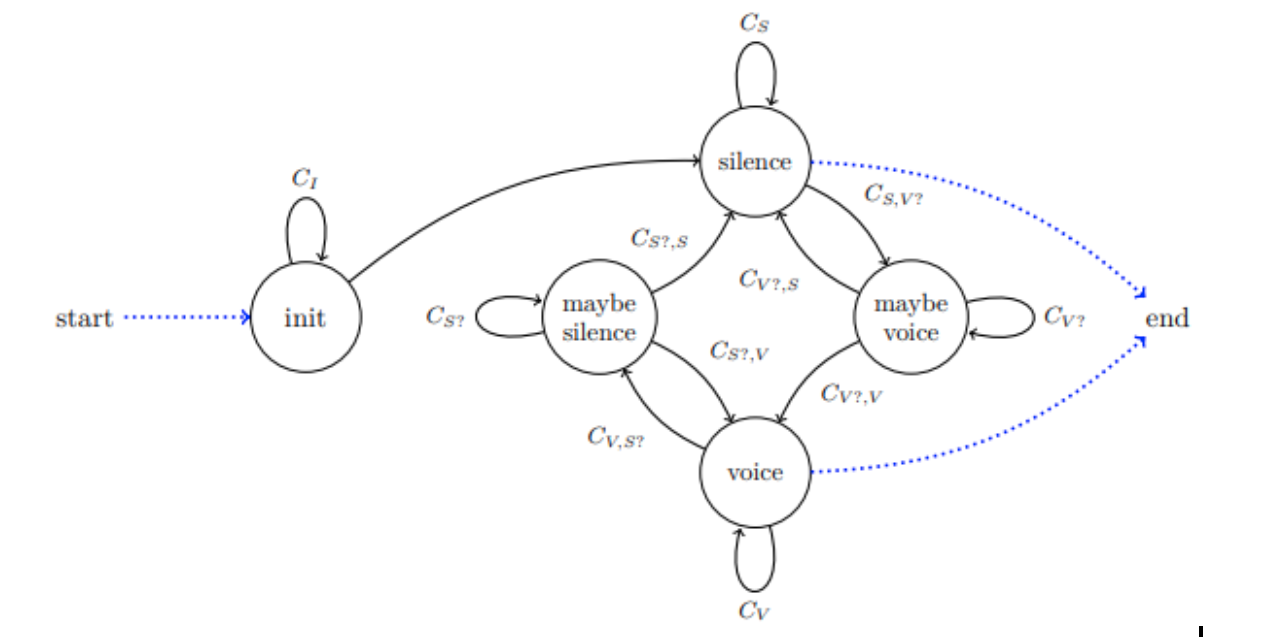 C_S
silence
C_I
C_{S,V?}
C_{S?,S}
C_{V?,S}
start
init
C_{S?}
maybe
silence
maybe
voice
C_{V?}
end
C_{S?,V}
C_{V?,V}
C_{V,S?}
voice
C_V